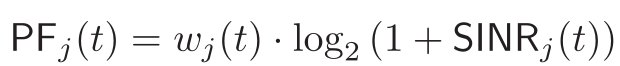 PF_j(t) = w_j(t) · log_2 (1 + SINR_j(t))